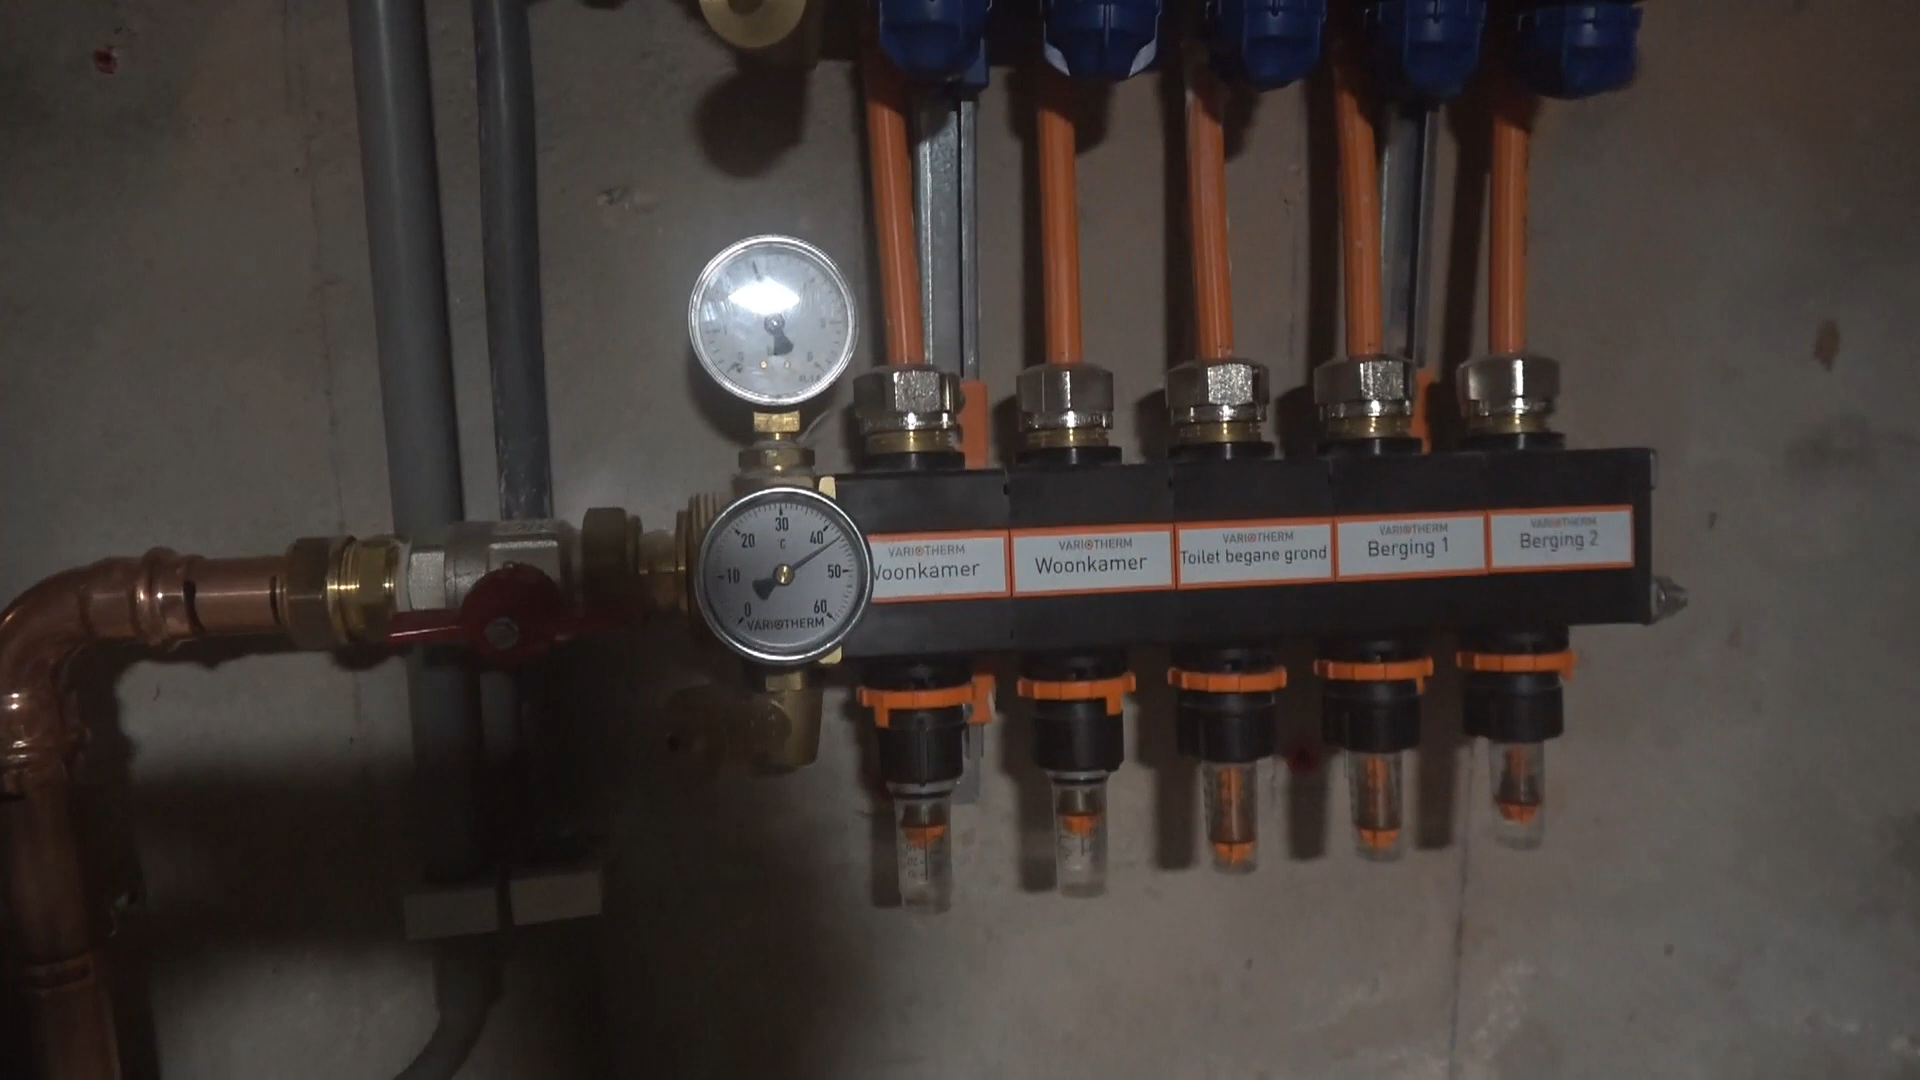 30
20
°C
40
10
50
0
60
VARIOTHERM
VARIOTHERM
Woonkamer
VARIOTHERM
Woonkamer
VARIOTHERM
Toilet begane grond
VARIOTHERM
Berging 1
VARIOTHERM
Berging 2